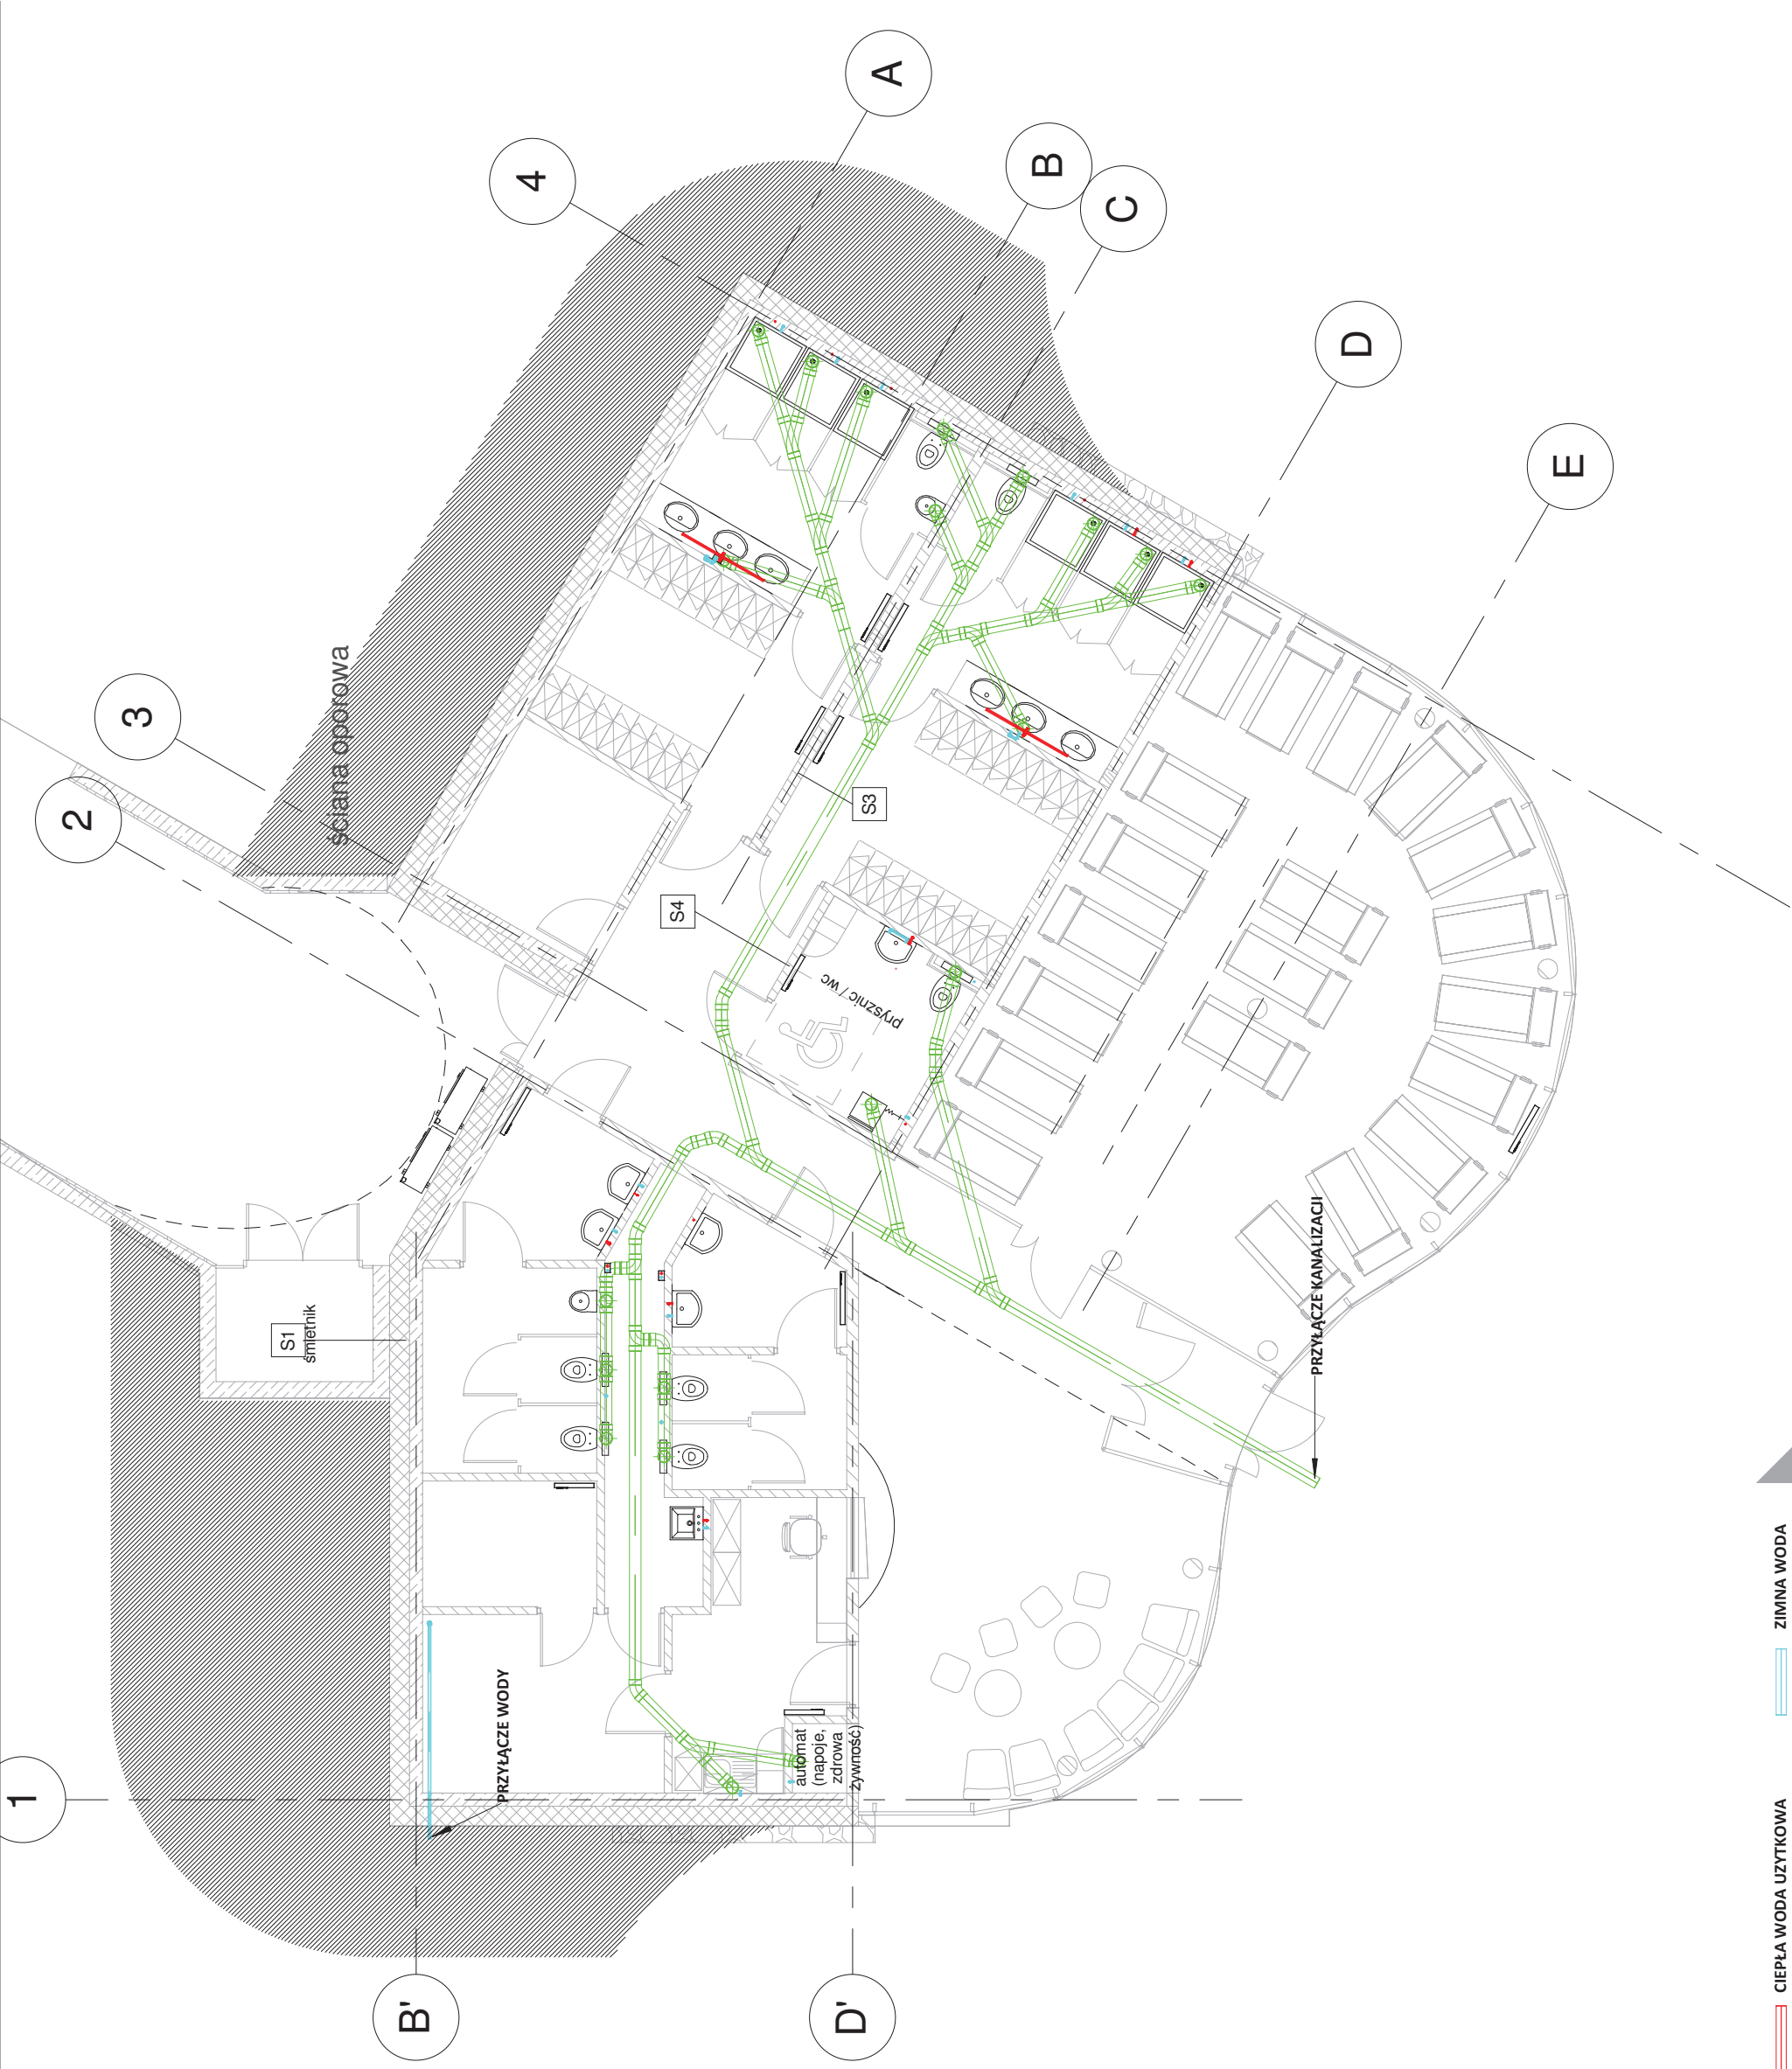 1
2
3
4
A
B
C
D
E
B'
D'
ściana oporowa
S1
śmietnik
S3
S4
prysznic / wc
PRZYŁĄCZE WODY
PRZYŁĄCZE KANALIZACJI
automat
(napoje,
zdrowa
żywność)
CIEPŁA WODA UZYTKOWA
ZIMNA WODA